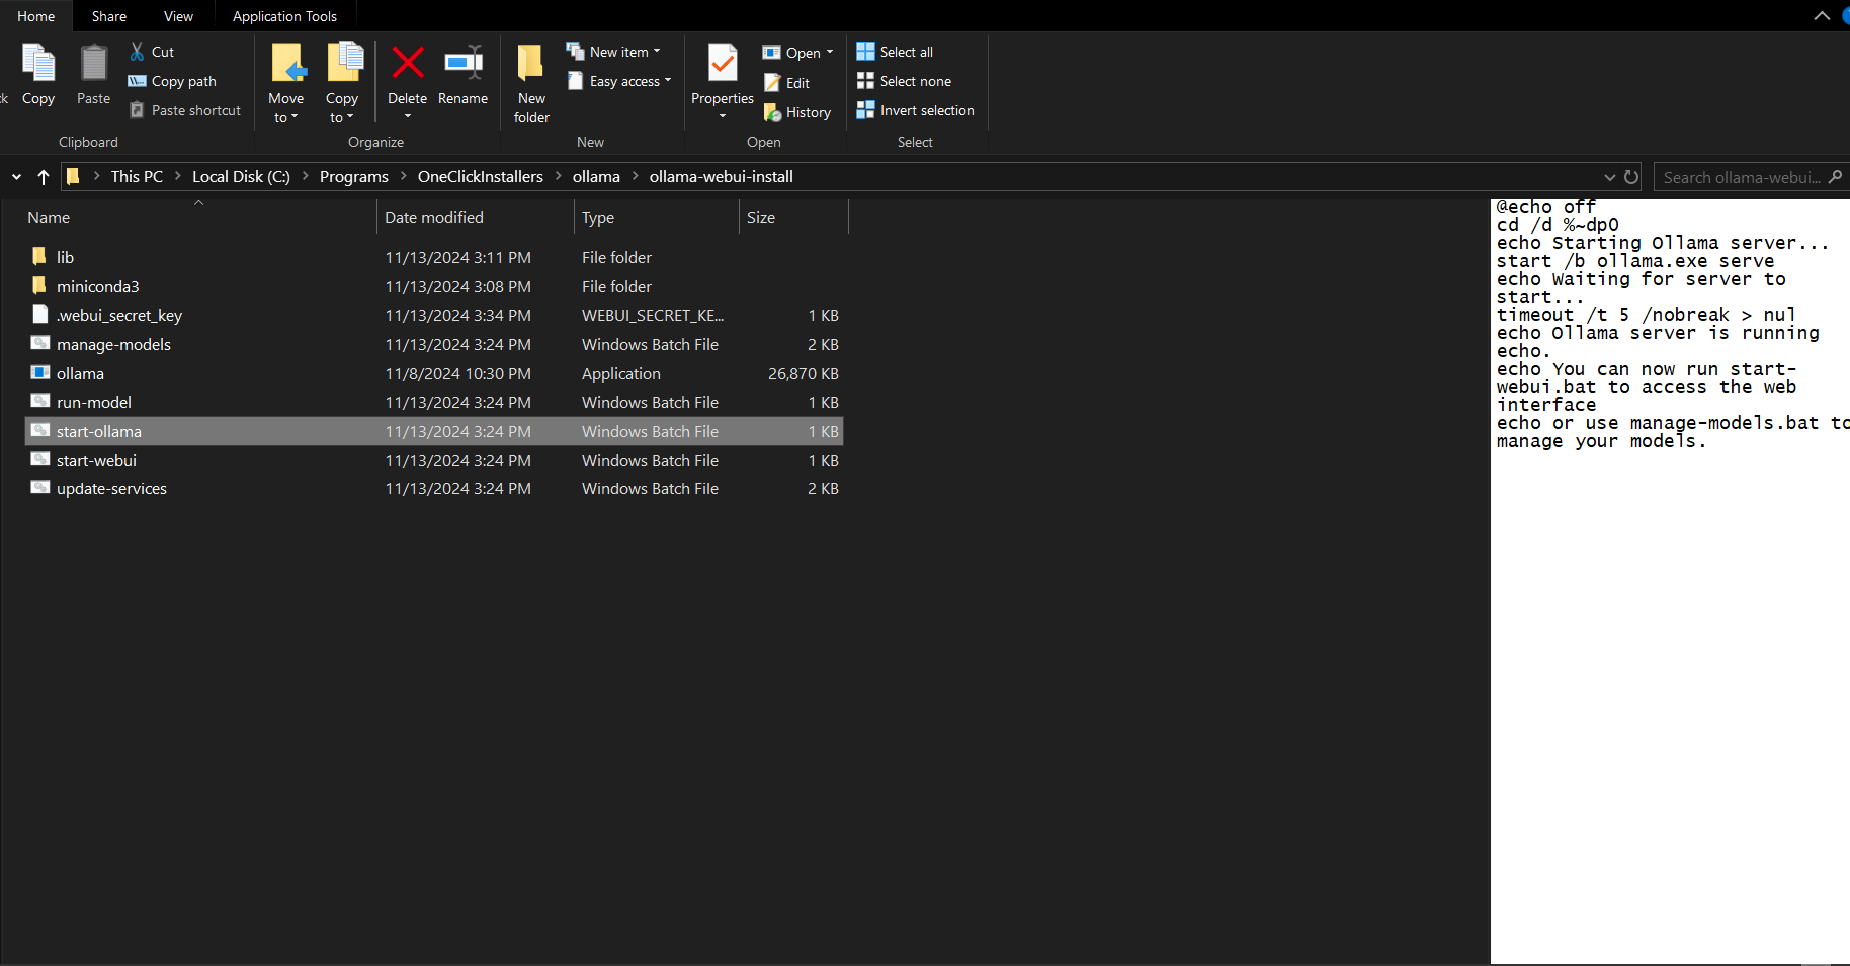 Home Share View Application Tools
Copy
Paste
Cut
Copy path
Paste shortcut
Clipboard
Move to
Copy to
Delete
Rename
Organize
New folder
New item
Easy access
New
Properties
Open
Edit
History
Open
Select all
Select none
Invert selection
Select
This PC > Local Disk (C:) > Programs > OneClickInstallers > ollama > ollama-webui-install
Search ollama-webui...
Name Date modified Type Size
lib 11/13/2024 3:11 PM File folder
miniconda3 11/13/2024 3:08 PM File folder
.webui_secret_key 11/13/2024 3:34 PM WEBUI_SECRET_KE... 1 KB
manage-models 11/13/2024 3:24 PM Windows Batch File 2 KB
ollama 11/8/2024 10:30 PM Application 26,870 KB
run-model 11/13/2024 3:24 PM Windows Batch File 1 KB
start-ollama 11/13/2024 3:24 PM Windows Batch File 1 KB
start-webui 11/13/2024 3:24 PM Windows Batch File 1 KB
update-services 11/13/2024 3:24 PM Windows Batch File 2 KB
@echo off
cd /d %~dp0
echo Starting Ollama server...
start /b ollama.exe serve
echo Waiting for server to
start...
timeout /t 5 /nobreak > nul
echo Ollama server is running
echo.
echo You can now run start-
webui.bat to access the web
interface
echo or use manage-models.bat to
manage your models.